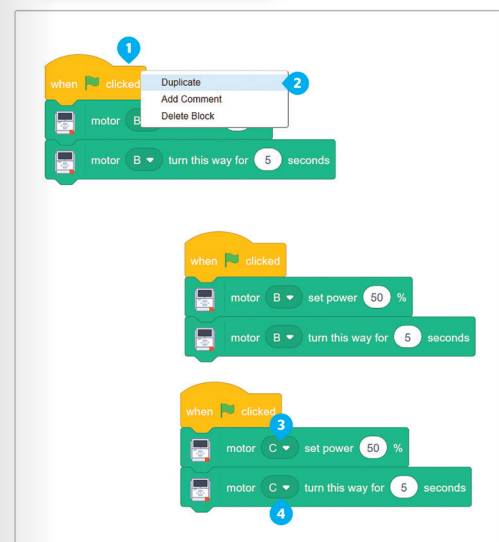 1
when clicked
Duplicate
2
Add Comment
motor B
Delete Block
motor B turn this way for 5 seconds
when clicked
motor B set power 50 %
motor B turn this way for 5 seconds
when clicked
3
motor C set power 50 %
motor C turn this way for 5 seconds
4